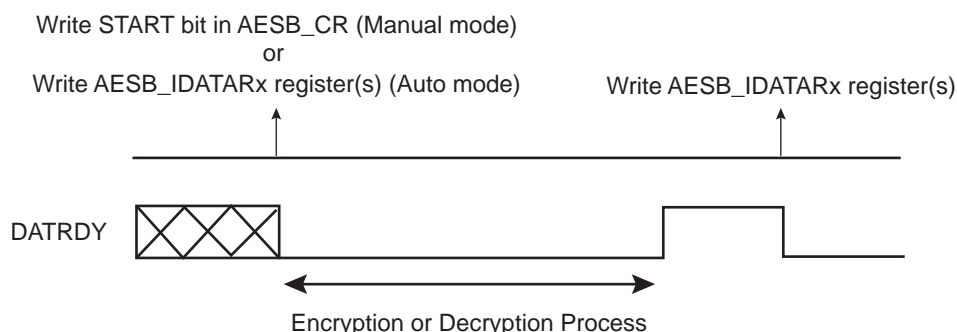 Write START bit in AESB_CR (Manual mode)
or
Write AESB_IDATARx register(s) (Auto mode)
Write AESB_IDATARx register(s)
DATRDY
Encryption or Decryption Process